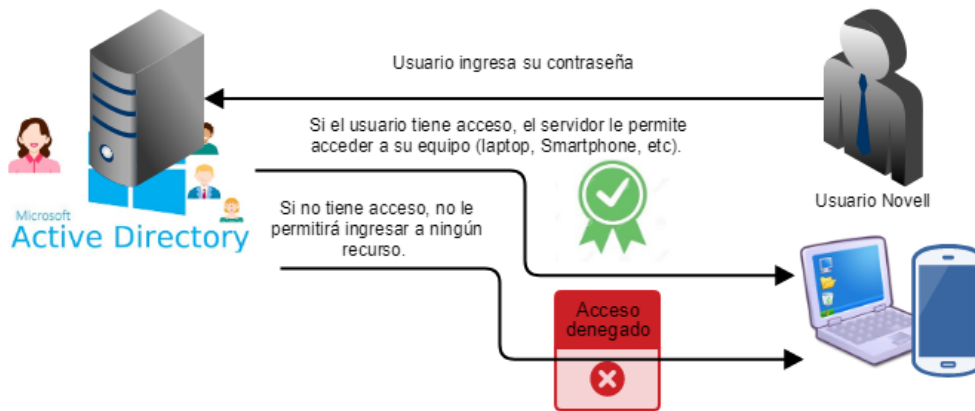 Usuario ingresa su contraseña
Si el usuario tiene acceso, el servidor le permite
acceder a su equipo (laptop, Smartphone, etc).
Usuario Novell
Microsoft
Active Directory
Si no tiene acceso, no le
permitirá ingresar a ningún
recurso.
Acceso
denegado